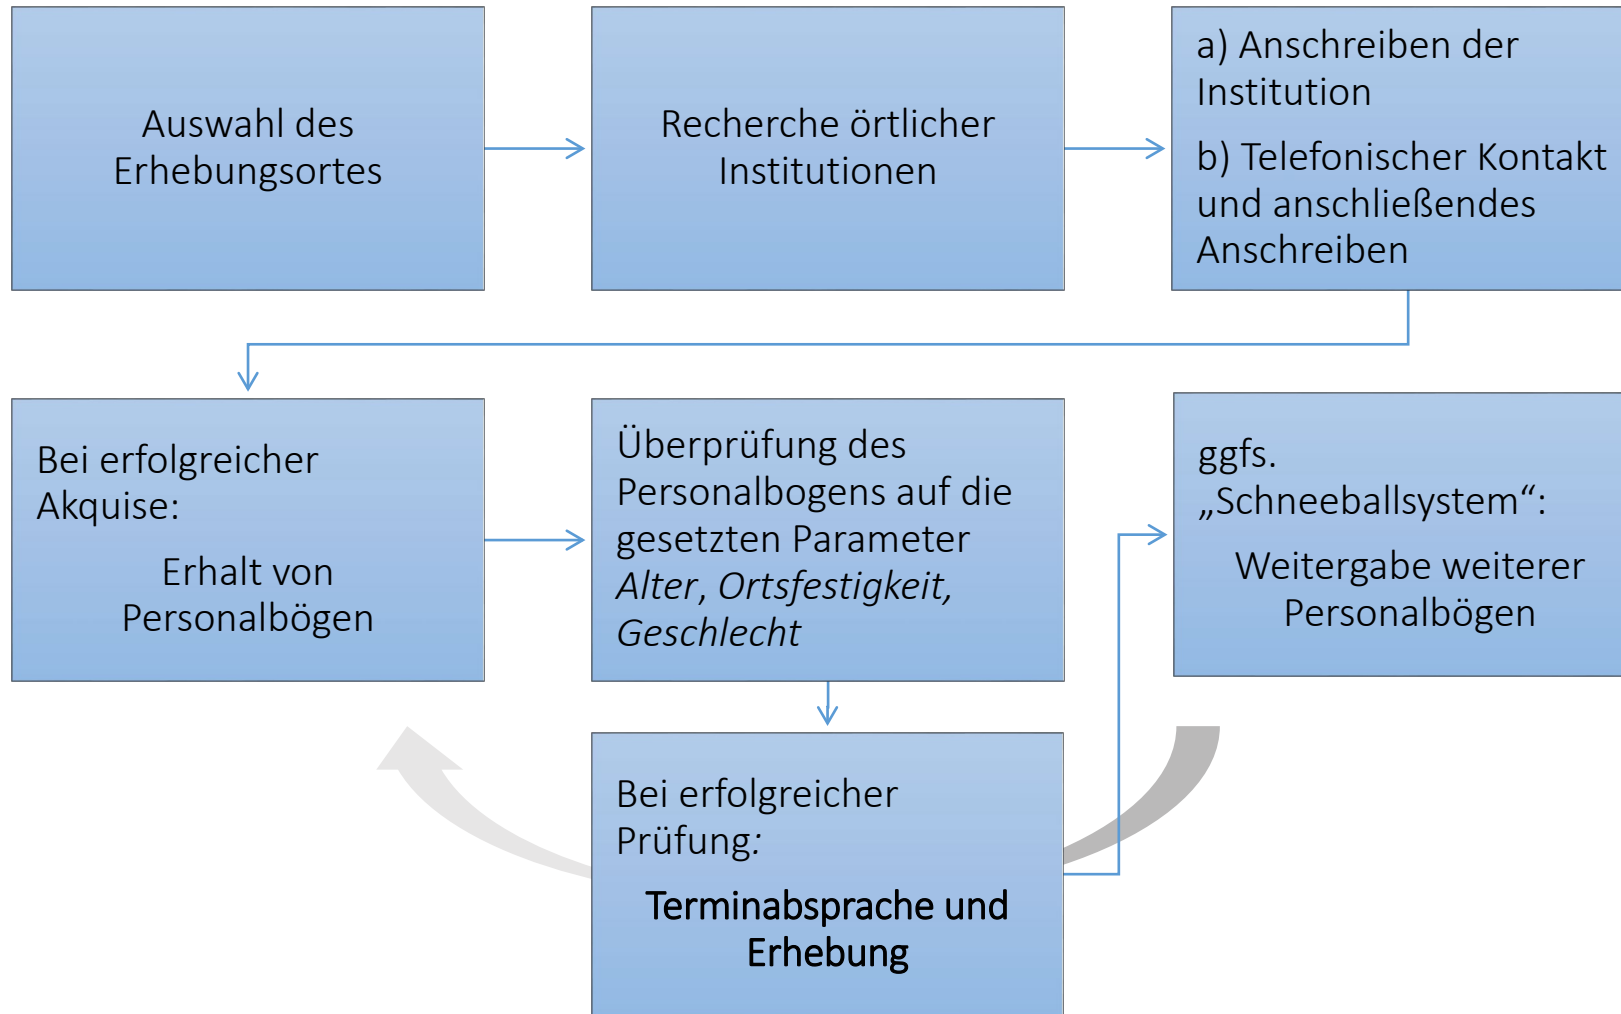 Auswahl des
Erhebungsortes
Recherche örtlicher
Institutionen
a) Anschreiben der
Institution
b) Telefonischer Kontakt
und anschließendes
Anschreiben
Bei erfolgreicher
Akquise:
Erhalt von
Personalbögen
Überprüfung des
Personalbogens auf die
gesetzten Parameter
Alter, Ortsfestigkeit,
Geschlecht
ggfs.
„Schneeballsystem“:
Weitergabe weiterer
Personalbögen
Bei erfolgreicher
Prüfung:
Terminabsprache und
Erhebung